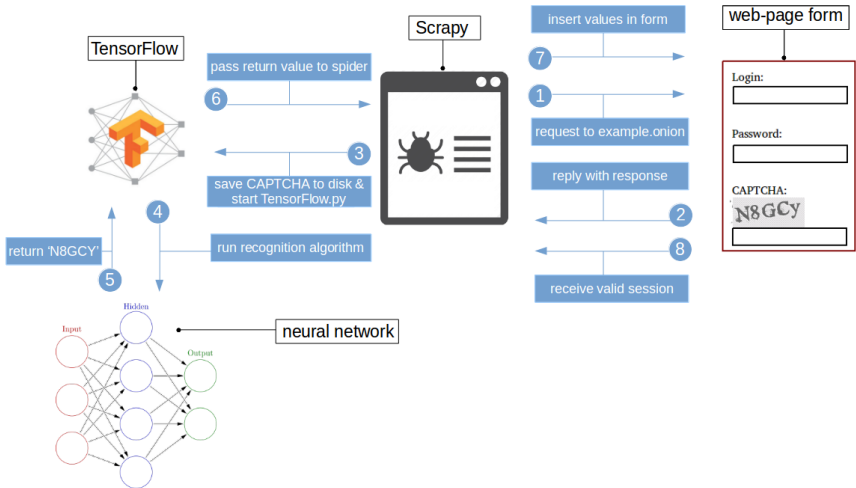 TensorFlow
Scrapy
web-page form
insert values in form
7
1
request to example.onion
pass return value to spider
6
3
save CAPTCHA to disk &
start TensorFlow.py
reply with response
2
8
receive valid session
Login:
Password:
CAPTCHA:
N8GCy
4
run recognition algorithm
return 'N8GCY'
5
neural network
Input
Hidden
Output